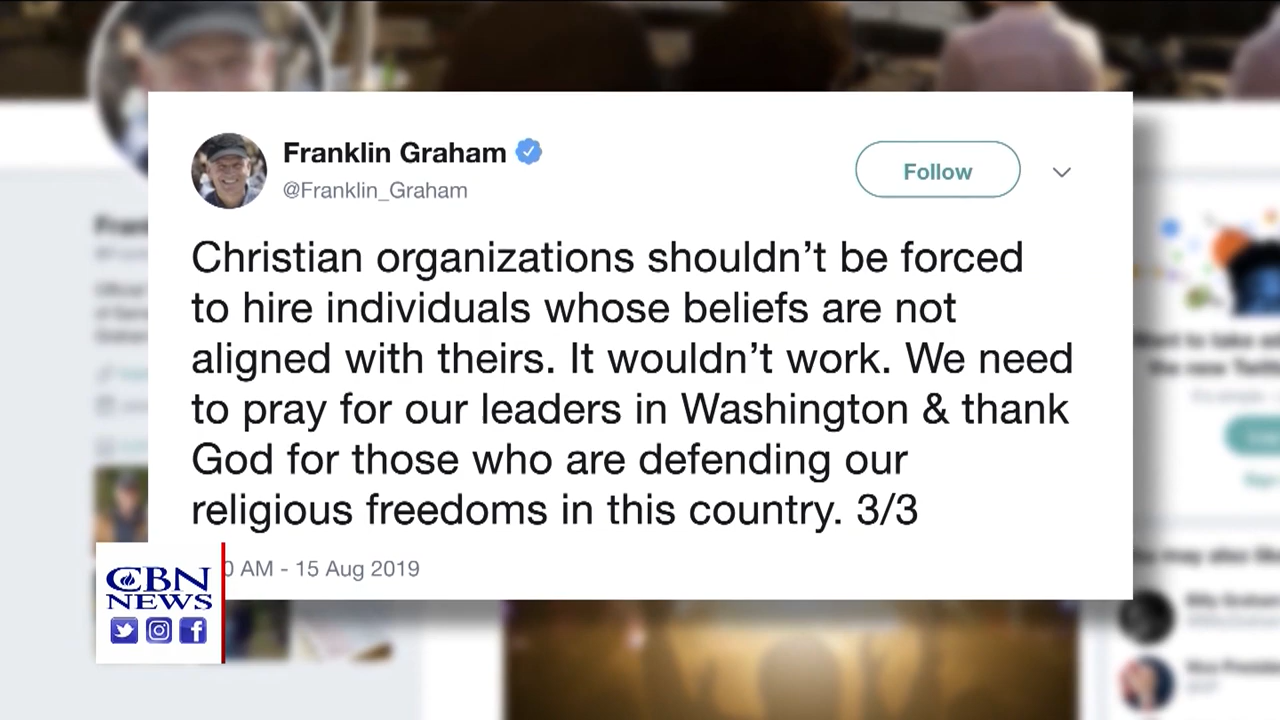 Franklin Graham
@Franklin_Graham
Follow
Christian organizations shouldn’t be forced
to hire individuals whose beliefs are not
aligned with theirs. It wouldn’t work. We need
to pray for our leaders in Washington & thank
God for those who are defending our
religious freedoms in this country. 3/3
0 AM - 15 Aug 2019
CBN
NEWS